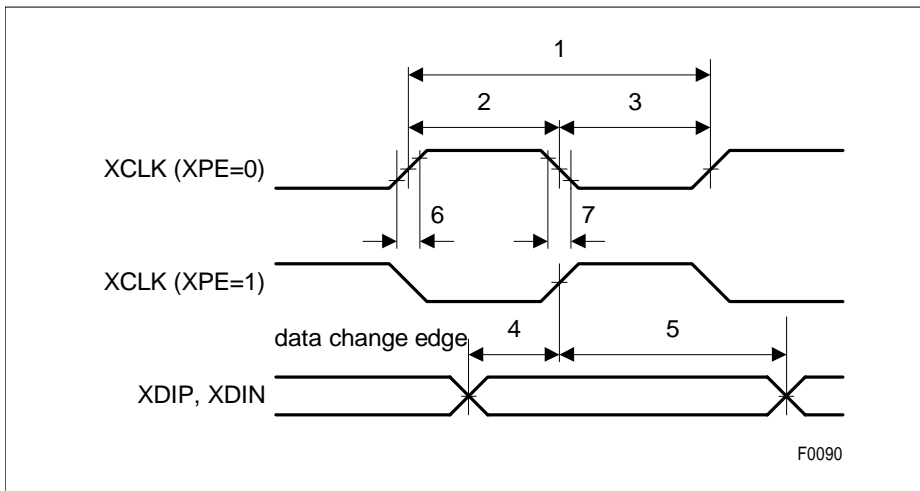 1
2 3
XCLK (XPE=0)
6 7
XCLK (XPE=1)
data change edge 4 5
XDIP, XDIN
F0090